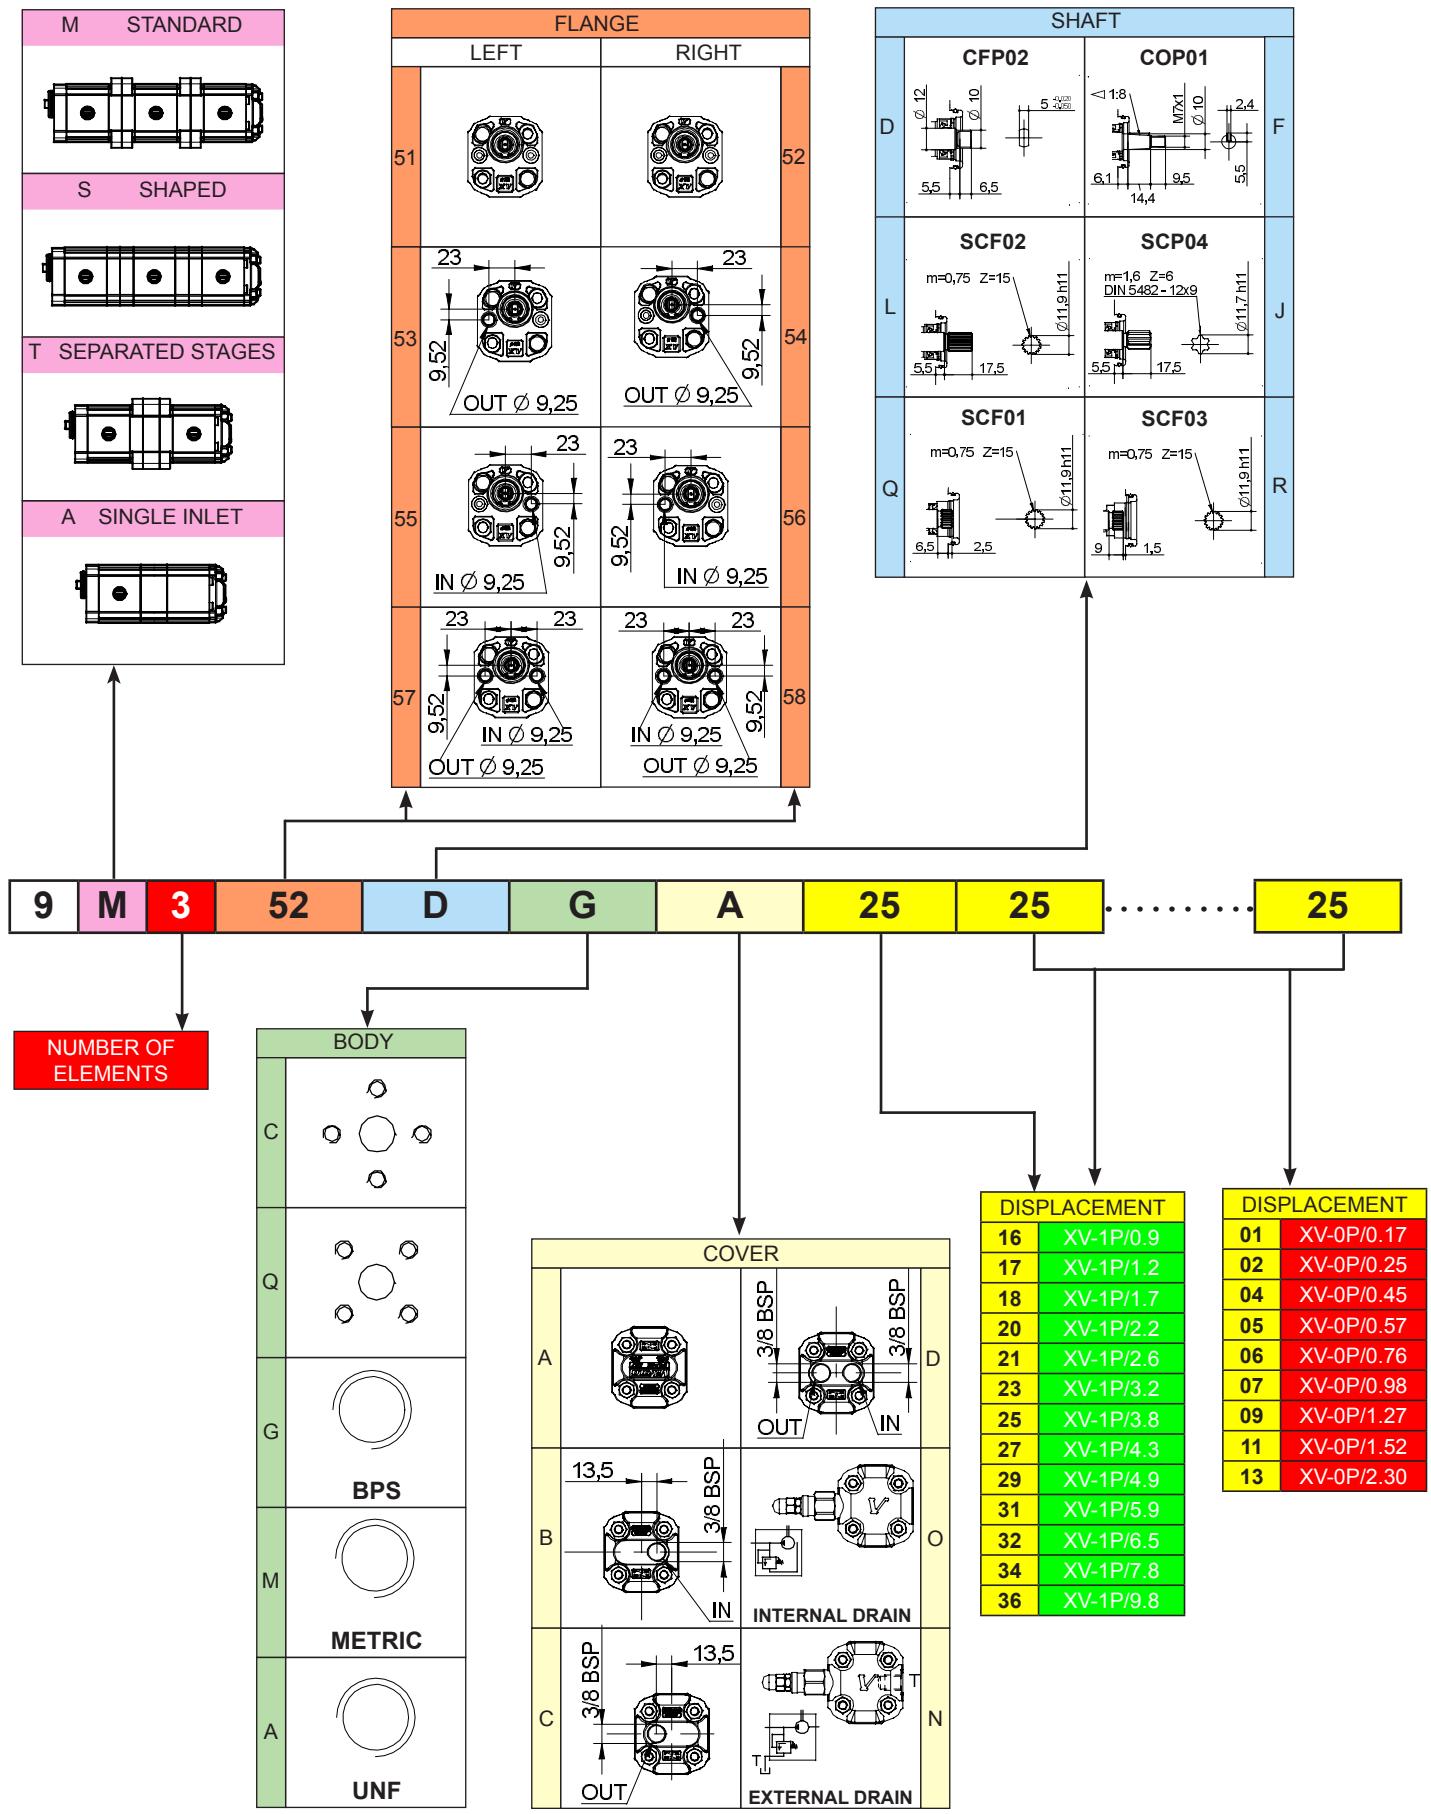 M STANDARD
S SHAPED
T SEPARATED STAGES
A SINGLE INLET
FLANGE
LEFT RIGHT
51 52
23 23
53 54
9,52 9,52
OUT Ø 9,25 OUT Ø 9,25
23 23
55 56
9,52 9,52
IN Ø 9,25 IN Ø 9,25
23 23 23 23
57 58
9,52 9,52
IN Ø 9,25 IN Ø 9,25
OUT Ø 9,25 OUT Ø 9,25
SHAFT
CFP02 COP01
D F
Ø 12 Ø 10 5 -0,020 -0,050
5,5 6,5
◁ 1:8 M7x1 Ø 10 2,4
6,1 14,4 9,5 5,5
SCF02 SCP04
L J
m=0,75 Z=15 Ø11,9 h11
5,5 17,5
m=1,6 Z=6
DIN 5482 - 12x9
Ø11,7 h11
5,5 17,5
SCF01 SCF03
Q R
m=0,75 Z=15 Ø11,9 h11
6,5 2,5
m=0,75 Z=15 Ø11,9 h11
9 1,5
9 M 3 52 D G A 25 25 ........... 25
NUMBER OF
ELEMENTS
BODY
C
Q
G
BPS
M
METRIC
A
UNF
COVER
A D
3/8 BSP 3/8 BSP
OUT IN
B O
13,5 3/8 BSP
IN
INTERNAL DRAIN
C N
3/8 BSP 13,5
OUT
T
T
EXTERNAL DRAIN
DISPLACEMENT
16 XV-1P/0.9
17 XV-1P/1.2
18 XV-1P/1.7
20 XV-1P/2.2
21 XV-1P/2.6
23 XV-1P/3.2
25 XV-1P/3.8
27 XV-1P/4.3
29 XV-1P/4.9
31 XV-1P/5.9
32 XV-1P/6.5
34 XV-1P/7.8
36 XV-1P/9.8
DISPLACEMENT
01 XV-0P/0.17
02 XV-0P/0.25
04 XV-0P/0.45
05 XV-0P/0.57
06 XV-0P/0.76
07 XV-0P/0.98
09 XV-0P/1.27
11 XV-0P/1.52
13 XV-0P/2.30